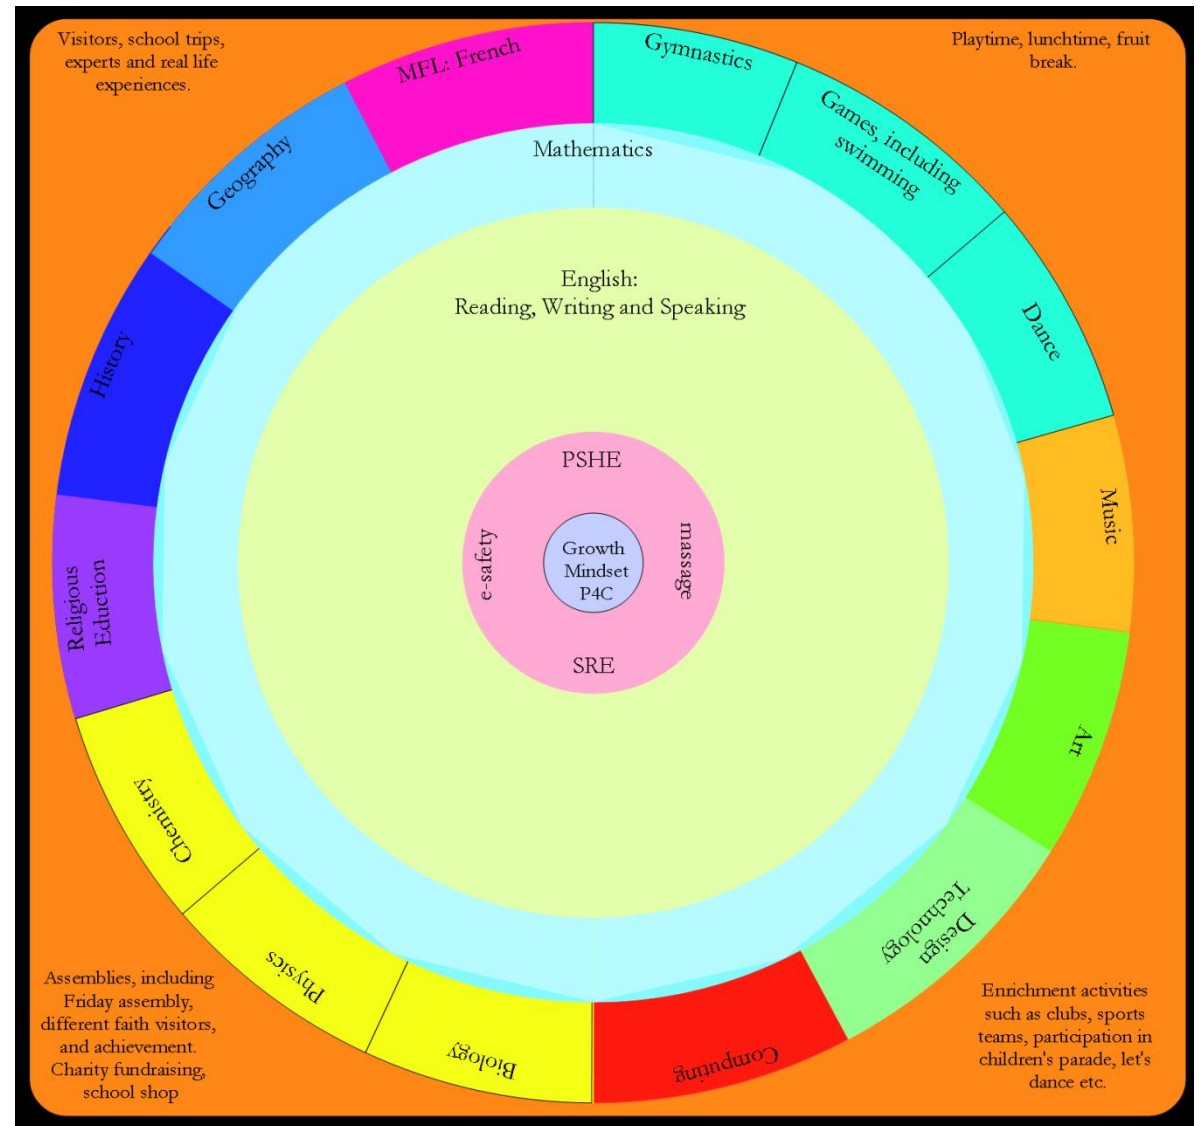 Visitors, school trips,
experts and real life
experiences.
Playtime, lunchtime, fruit
break.
MFL: French
Gymnastics
Games, including
swimming
Dance
Music
Art
Design
Technology
Computing
Biology
Physics
Chemistry
Religious
Eduction
History
Geography
Mathematics
English:
Reading, Writing and Speaking
PSHE
e-safety
massage
SRE
Growth
Mindset
P4C
Assemblies, including
Friday assembly,
different faith visitors,
and achievement.
Charity fundraising,
school shop
Enrichment activities
such as clubs, sports
teams, participation in
children's parade, let's
dance etc.